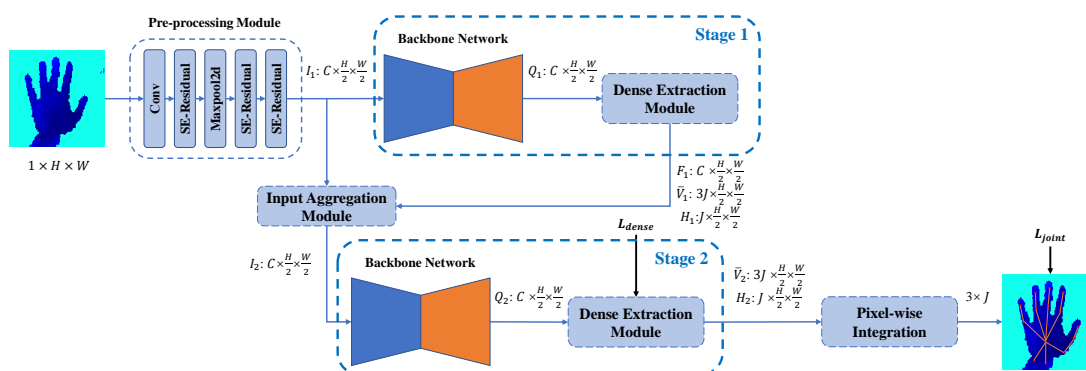 Pre-processing Module
Conv
SE-Residual
Maxpool2d
SE-Residual
SE-Residual
1 × H × W
I₁: C × H/2 × W/2
Stage 1
Backbone Network
Q₁: C × H/2 × W/2
Dense Extraction
Module
F₁: C × H/2 × W/2
V̄₁: 3J × H/2 × W/2
H₁: J × H/2 × W/2
Input Aggregation
Module
I₂: C × H/2 × W/2
L_dense
Stage 2
Backbone Network
Q₂: C × H/2 × W/2
Dense Extraction
Module
V̄₂: 3J × H/2 × W/2
H₂: J × H/2 × W/2
Pixel-wise
Integration
3 × J
L_joint